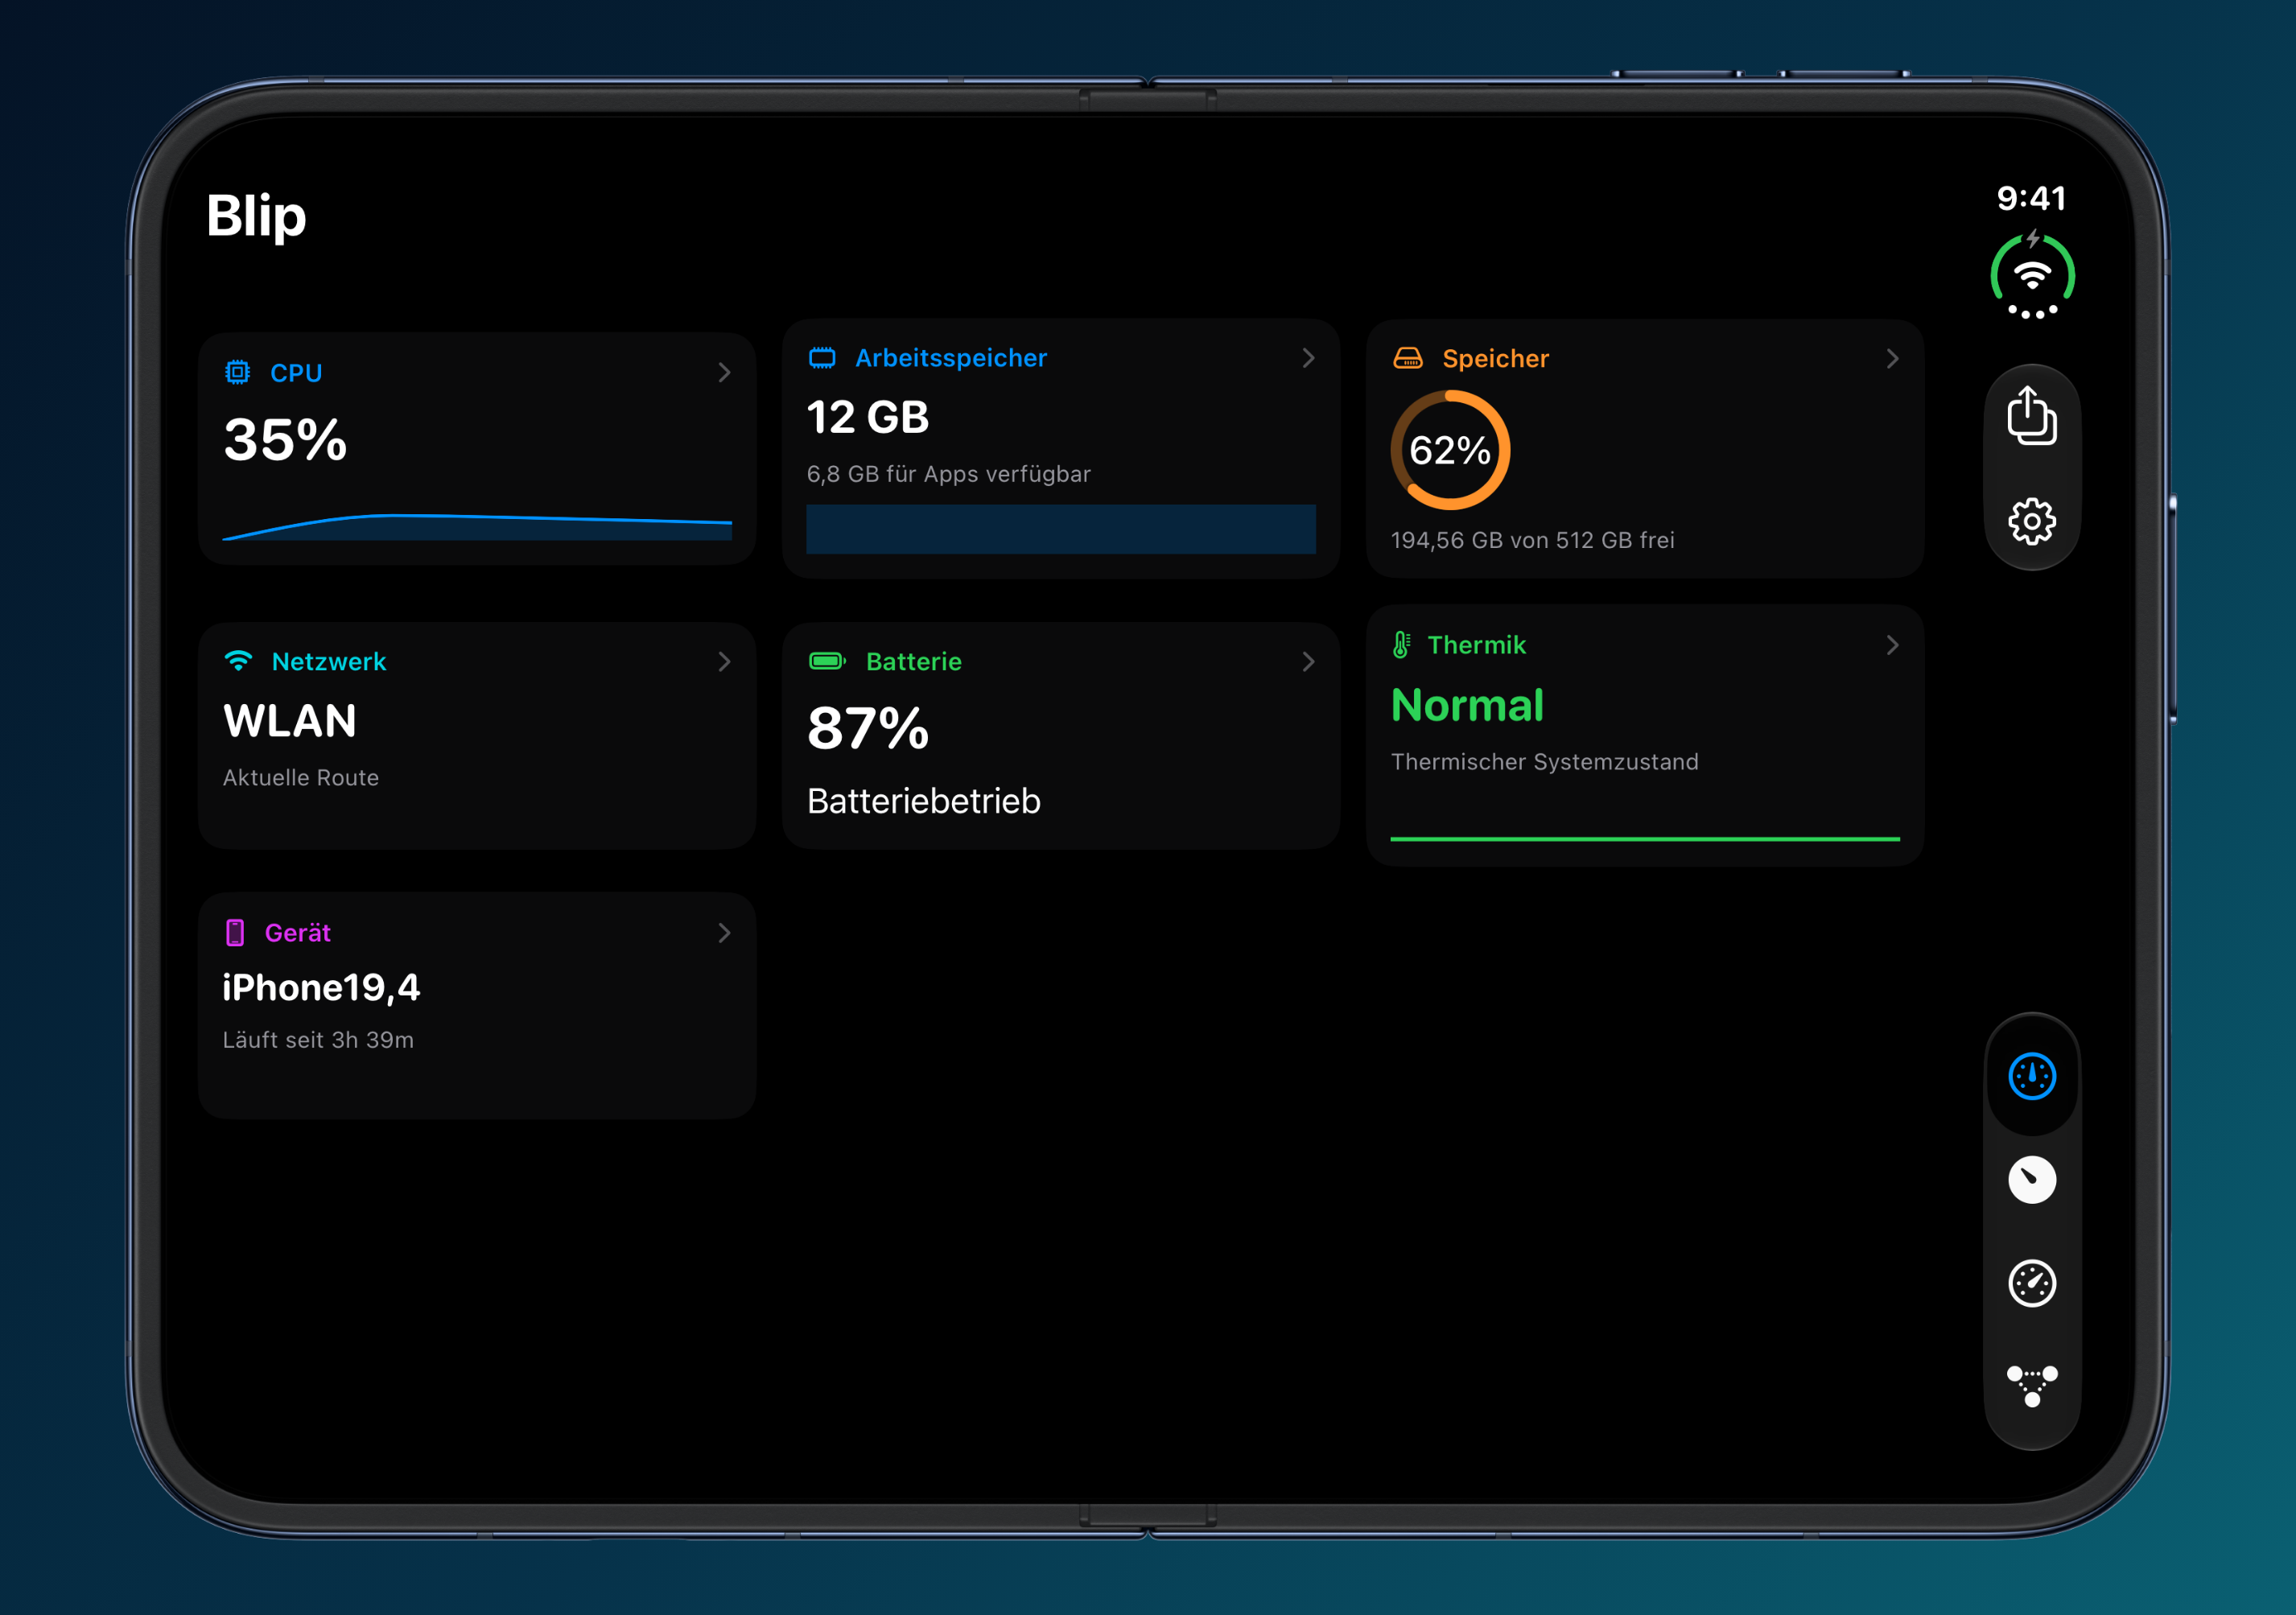 Blip
9:41
CPU
35%
Arbeitsspeicher
12 GB
6,8 GB für Apps verfügbar
Speicher
62%
194,56 GB von 512 GB frei
Netzwerk
WLAN
Aktuelle Route
Batterie
87%
Batteriebetrieb
Thermik
Normal
Thermischer Systemzustand
Gerät
iPhone19,4
Läuft seit 3h 39m